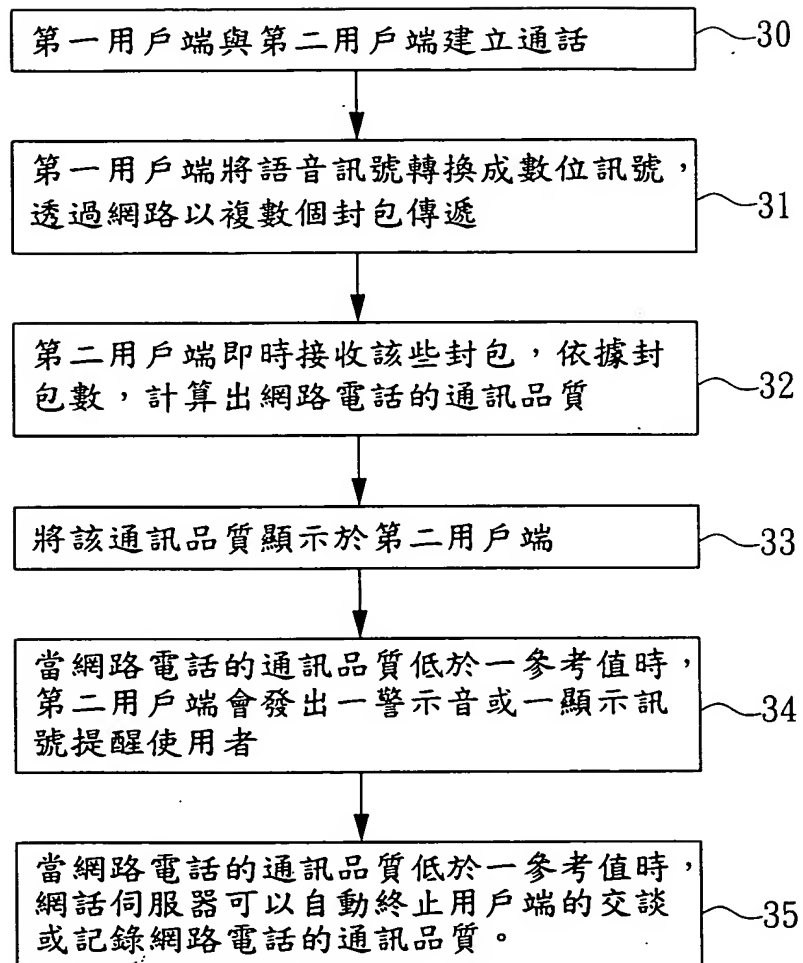 第一用戶端與第二用戶端建立通話
30
第一用戶端將語音訊號轉換成數位訊號，
透過網路以複數個封包傳遞
31
第二用戶端即時接收該些封包，依據封
包數，計算出網路電話的通訊品質
32
將該通訊品質顯示於第二用戶端
33
當網路電話的通訊品質低於一參考值時，
第二用戶端會發出一警示音或一顯示訊
號提醒使用者
34
當網路電話的通訊品質低於一參考值時，
網話伺服器可以自動終止用戶端的交談
或記錄網路電話的通訊品質。
35